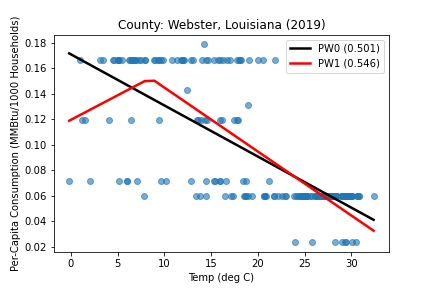 County: Webster, Louisiana (2019)
Per-Capita Consumption (MMBtu/1000 Households)
0.18
0.16
0.14
0.12
0.10
0.08
0.06
0.04
0.02
PW0 (0.501)
PW1 (0.546)
0 5 10 15 20 25 30
Temp (deg C)